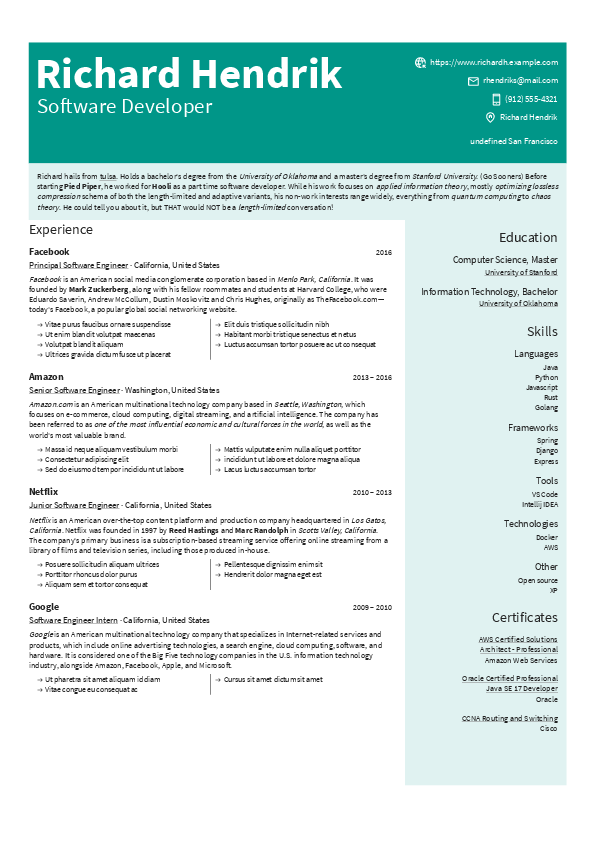 Richard Hendrik
Software Developer
https://www.richardh.example.com
rhendriks@mail.com
(912) 555-4321
Richard Hendrik
undefined San Francisco
Richard hails from tulsa. Holds a bachelor's degree from the University of Oklahoma and a master's degree from Stanford University. (Go Sooners) Before
starting Pied Piper, he worked for Hooli as a part time software developer. While his work focuses on applied information theory, mostly optimizing lossless
compression schema of both the length-limited and adaptive variants, his non-work interests range widely, everything from quantum computing to chaos
theory. He could tell you about it, but THAT would NOT be a length-limited conversation!
Experience
Facebook 2016
Principal Software Engineer - California, United States
Facebook is an American social media conglomerate corporation based in Menlo Park, California. It was
founded by Mark Zuckerberg, along with his fellow roommates and students at Harvard College, who were
Eduardo Saverin, Andrew McCollum, Dustin Moskovitz and Chris Hughes, originally as TheFacebook.com—
today's Facebook, a popular global social networking website.
→ Vitae purus faucibus ornare suspendisse
→ Ut enim blandit volutpat maecenas
→ Volutpat blandit aliquam
→ Ultrices gravida dictum fusce ut placerat
→ Elit duis tristique sollicitudin nibh
→ Habitant morbi tristique senectus et netus
→ Luctus accumsan tortor posuere ac ut consequat
Amazon 2013 – 2016
Senior Software Engineer - Washington, United States
Amazon.com is an American multinational technology company based in Seattle, Washington, which
focuses on e-commerce, cloud computing, digital streaming, and artificial intelligence. The company has
been referred to as one of the most influential economic and cultural forces in the world, as well as the
world's most valuable brand.
→ Massa id neque aliquam vestibulum morbi
→ Consectetur adipiscing elit
→ Sed do eiusmod tempor incididunt ut labore
→ Mattis vulputate enim nulla aliquet porttitor
→ incididunt ut labore et dolore magna aliqua
→ Lacus luctus accumsan tortor
Netflix 2010 – 2013
Junior Software Engineer - California, United States
Netflix is an American over-the-top content platform and production company headquartered in Los Gatos,
California. Netflix was founded in 1997 by Reed Hastings and Marc Randolph in Scotts Valley, California.
The company's primary business is a subscription-based streaming service offering online streaming from a
library of films and television series, including those produced in-house.
→ Posuere sollicitudin aliquam ultrices
→ Porttitor rhoncus dolor purus
→ Aliquam sem et tortor consequat
→ Pellentesque dignissim enim sit
→ Hendrerit dolor magna eget est
Google 2009 – 2010
Software Engineer Intern - California, United States
Google is an American multinational technology company that specializes in Internet-related services and
products, which include online advertising technologies, a search engine, cloud computing, software, and
hardware. It is considered one of the Big Five technology companies in the U.S. information technology
industry, alongside Amazon, Facebook, Apple, and Microsoft.
→ Ut pharetra sit amet aliquam id diam
→ Vitae congue eu consequat ac
→ Cursus sit amet dictum sit amet
Education
Computer Science, Master
University of Stanford
Information Technology, Bachelor
University of Oklahoma
Skills
Languages
Java
Python
Javascript
Rust
Golang
Frameworks
Spring
Django
Express
Tools
VS Code
Intellij IDEA
Technologies
Docker
AWS
Other
Open source
XP
Certificates
AWS Certified Solutions
Architect - Professional
Amazon Web Services
Oracle Certified Professional
Java SE 17 Developer
Oracle
CCNA Routing and Switching
Cisco